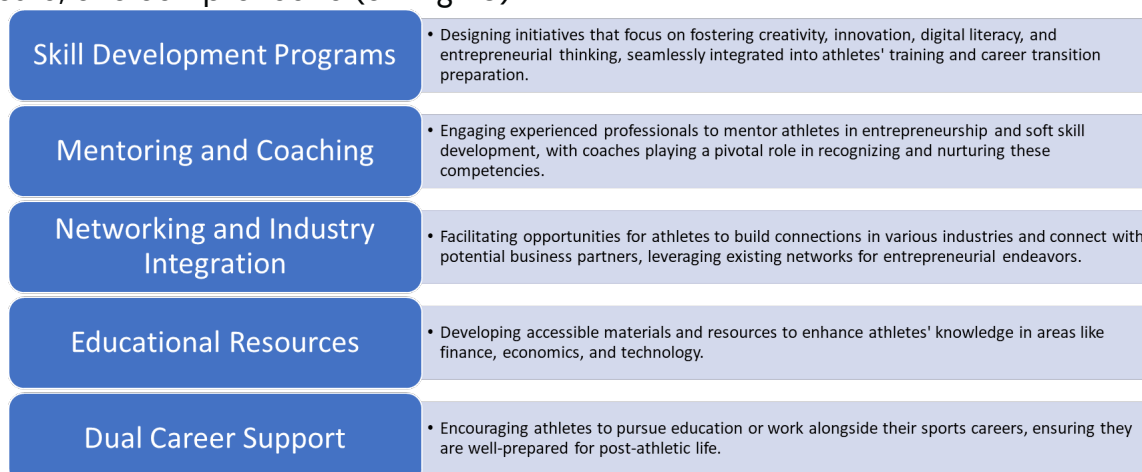 Skill Development Programs
• Designing initiatives that focus on fostering creativity, innovation, digital literacy, and
entrepreneurial thinking, seamlessly integrated into athletes' training and career transition
preparation.
Mentoring and Coaching
• Engaging experienced professionals to mentor athletes in entrepreneurship and soft skill
development, with coaches playing a pivotal role in recognizing and nurturing these
competencies.
Networking and Industry
Integration
• Facilitating opportunities for athletes to build connections in various industries and connect with
potential business partners, leveraging existing networks for entrepreneurial endeavors.
Educational Resources
• Developing accessible materials and resources to enhance athletes' knowledge in areas like
finance, economics, and technology.
Dual Career Support
• Encouraging athletes to pursue education or work alongside their sports careers, ensuring they
are well-prepared for post-athletic life.